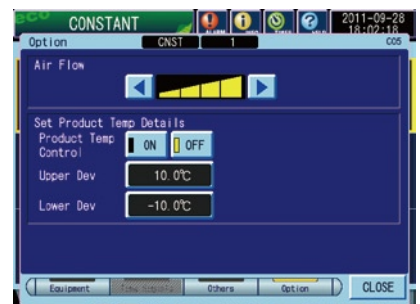 eco CONSTANT 2011-09-28
18:02:18
Option CNST 1 C05
Air Flow
Set Product Temp Details
Product Temp
Control ON OFF
Upper Dev 10.0℃
Lower Dev -10.0℃
Equipment Others Option CLOSE